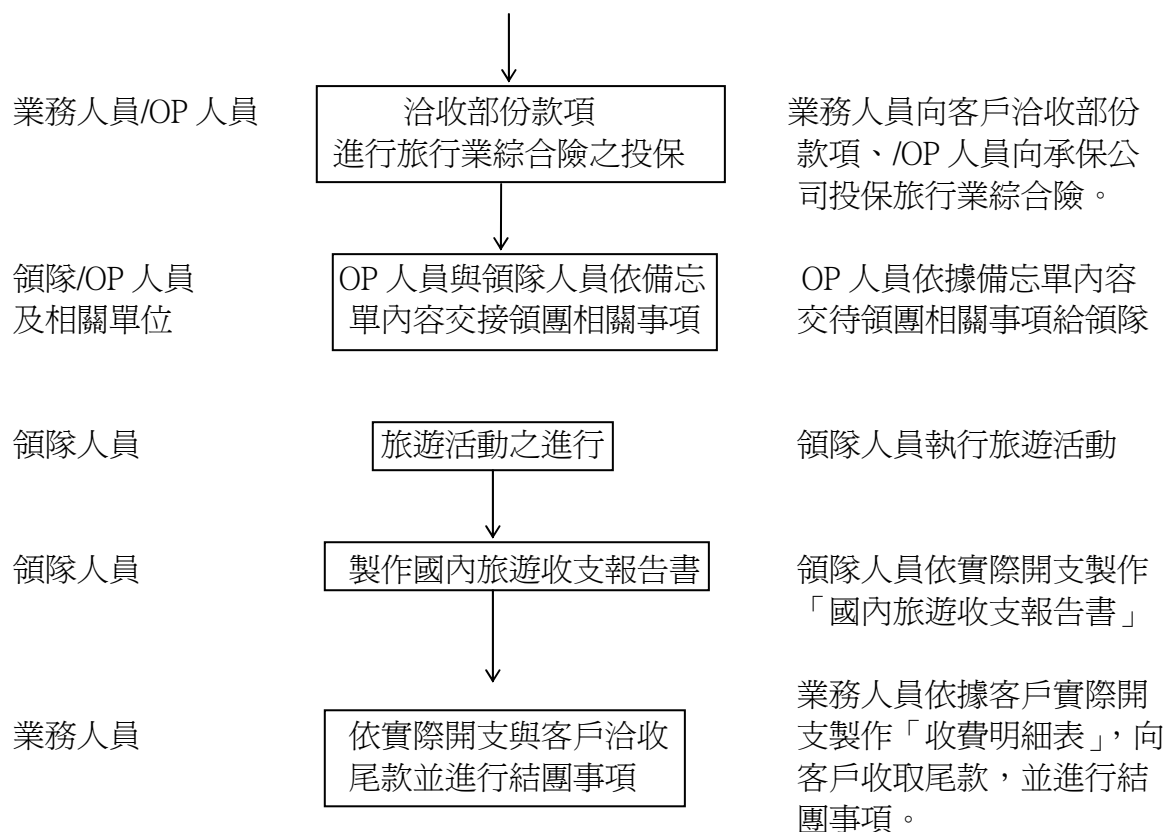 業務人員/OP 人員
洽收部份款項
進行旅行業綜合險之投保
業務人員向客戶洽收部份
款項、/OP 人員向承保公
司投保旅行業綜合險。
領隊/OP 人員
及相關單位
OP 人員與領隊人員依備忘
單內容交接領團相關事項
OP 人員依據備忘單內容
交待領團相關事項給領隊
領隊人員
旅遊活動之進行
領隊人員執行旅遊活動
領隊人員
製作國內旅遊收支報告書
領隊人員依實際開支製作
「國內旅遊收支報告書」
業務人員
依實際開支與客戶洽收
尾款並進行結團事項
業務人員依據客戶實際開
支製作「收費明細表」，向
客戶收取尾款，並進行結
團事項。